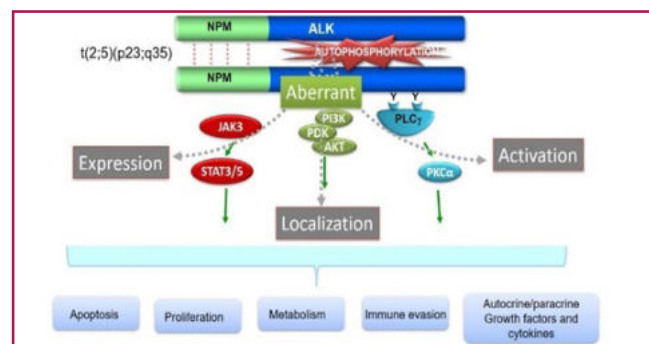 NPM
ALK
t(2;5)(p23;q35)
AUTOPHOSPHORYLATION
NPM
Aberrant
Y Y
PLCγ
JAK3
PI3K
PDK
AKT
Expression
Activation
STAT3/5
PKCα
Localization
Apoptosis
Proliferation
Metabolism
Immune evasion
Autocrine/paracrine
Growth factors and
cytokines